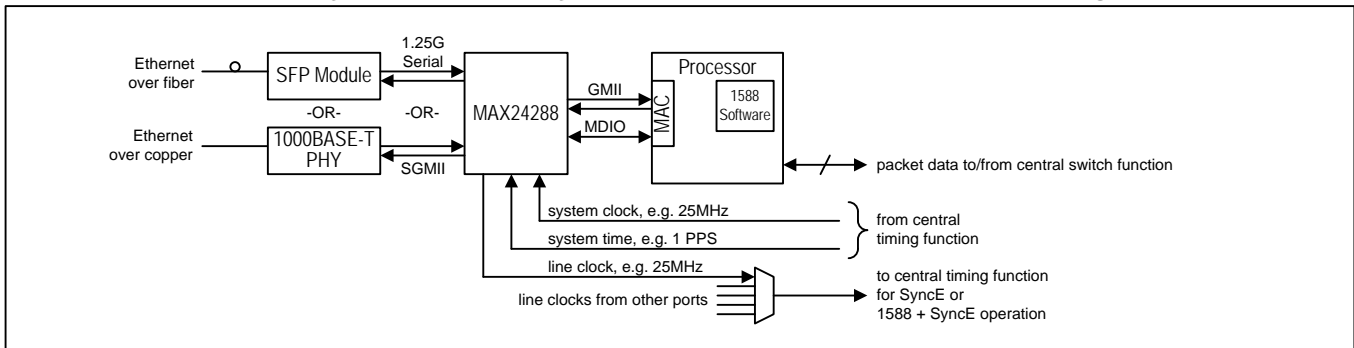 Ethernet
over fiber
SFP Module
1.25G
Serial
-OR-
-OR-
Ethernet
over copper
1000BASE-T
PHY
SGMII
MAX24288
GMII
MDIO
Processor
MAC
1588
Software
packet data to/from central switch function
system clock, e.g. 25MHz
system time, e.g. 1 PPS
from central
timing function
line clock, e.g. 25MHz
line clocks from other ports
to central timing function
for SyncE or
1588 + SyncE operation